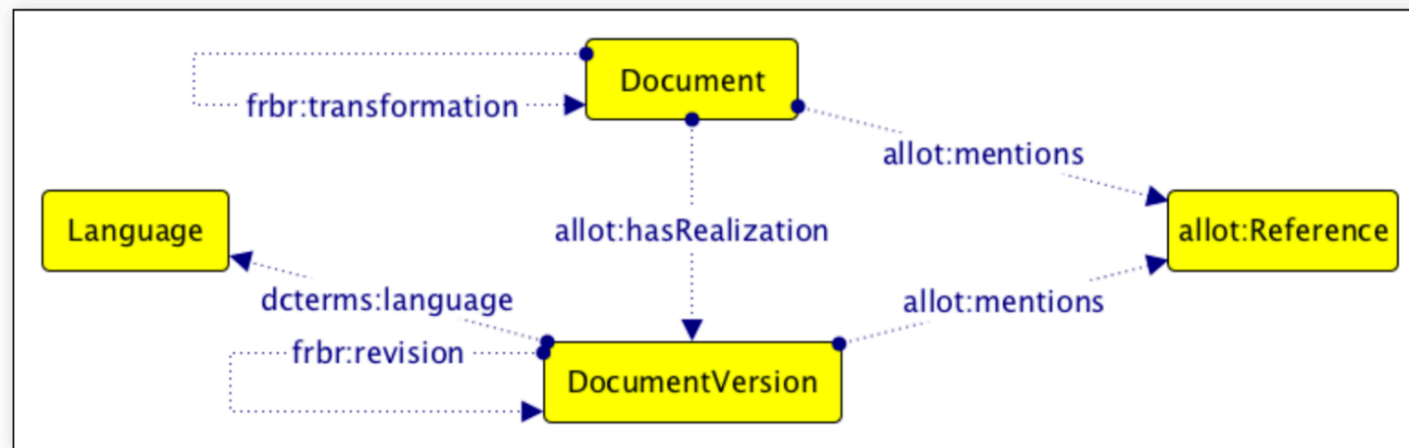 Document
frbr:transformation
allot:mentions
Language
allot:hasRealization
allot:Reference
dcterms:language
allot:mentions
frbr:revision
DocumentVersion